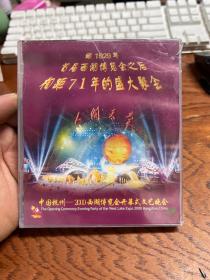 继1929年
首届西湖博览会之后
相距71年的盛大聚会
人间天堂
中国杭州—2000西湖博览会开幕式文艺晚会
The Opening Ceremony Evening Party of the West Lake Expo 2000 Hangzhou China